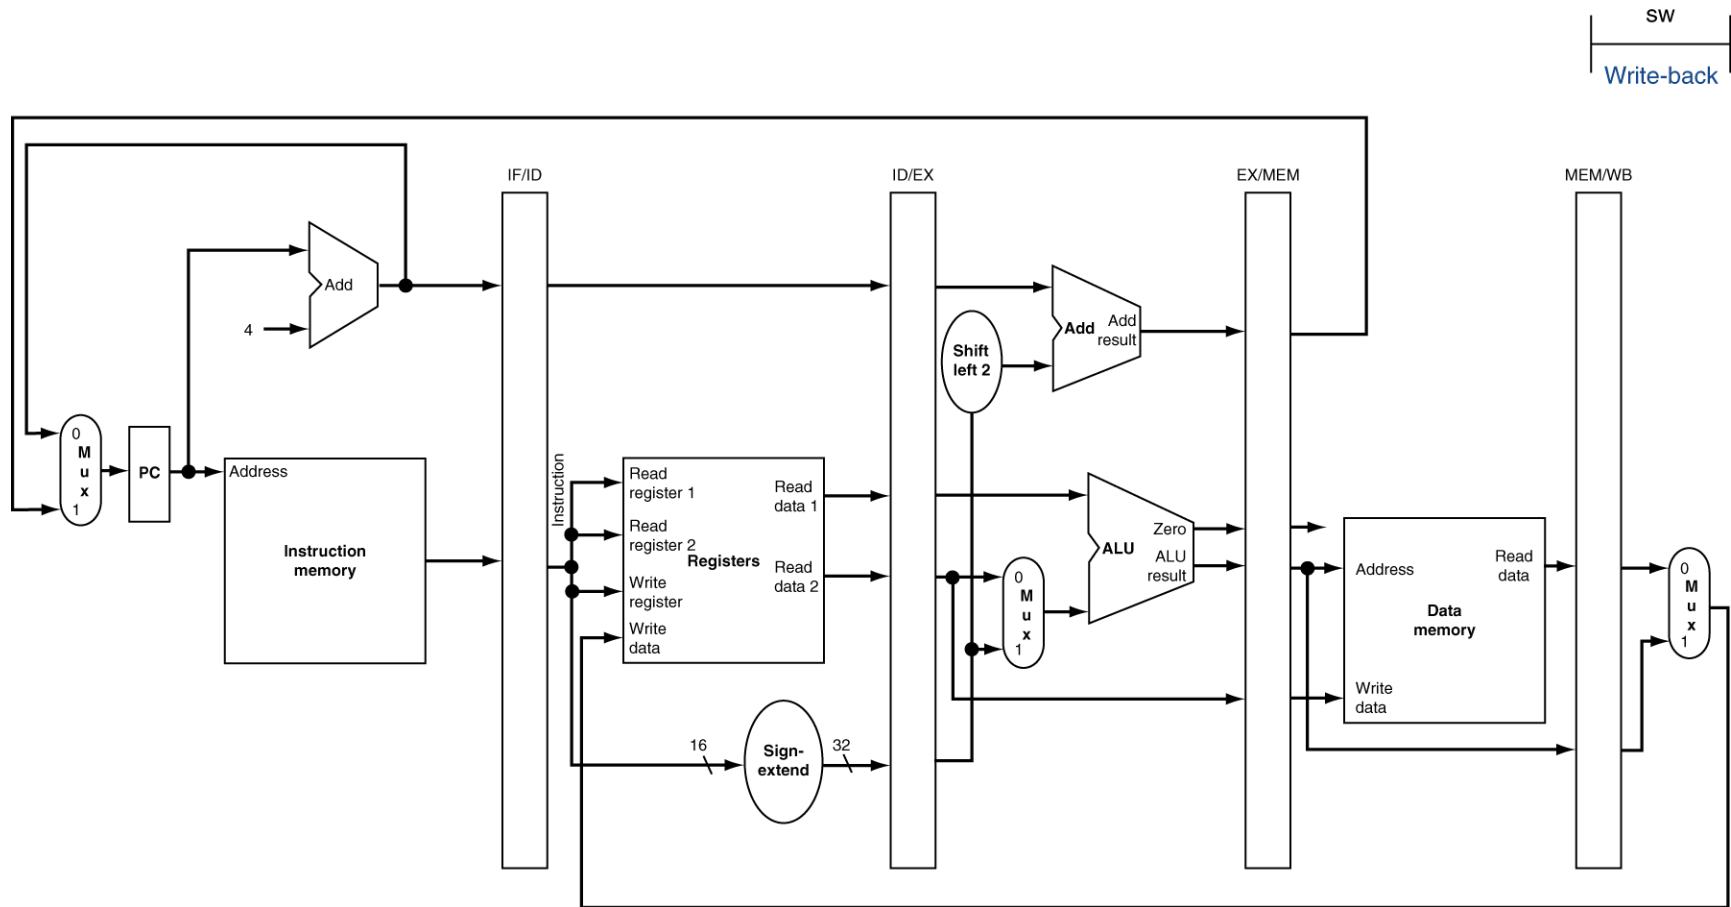 SW
Write-back
IF/ID
ID/EX
EX/MEM
MEM/WB
Add
4
Add
Add
result
Shift
left 2
0
M
u
x
1
PC
Address
Instruction
memory
Instruction
Read
register 1
Read
register 2
Write
register
Write
data
Registers
Read
data 1
Read
data 2
16
Sign-
extend
32
0
M
u
x
1
ALU
Zero
ALU
result
Address
Write
data
Data
memory
Read
data
0
M
u
x
1